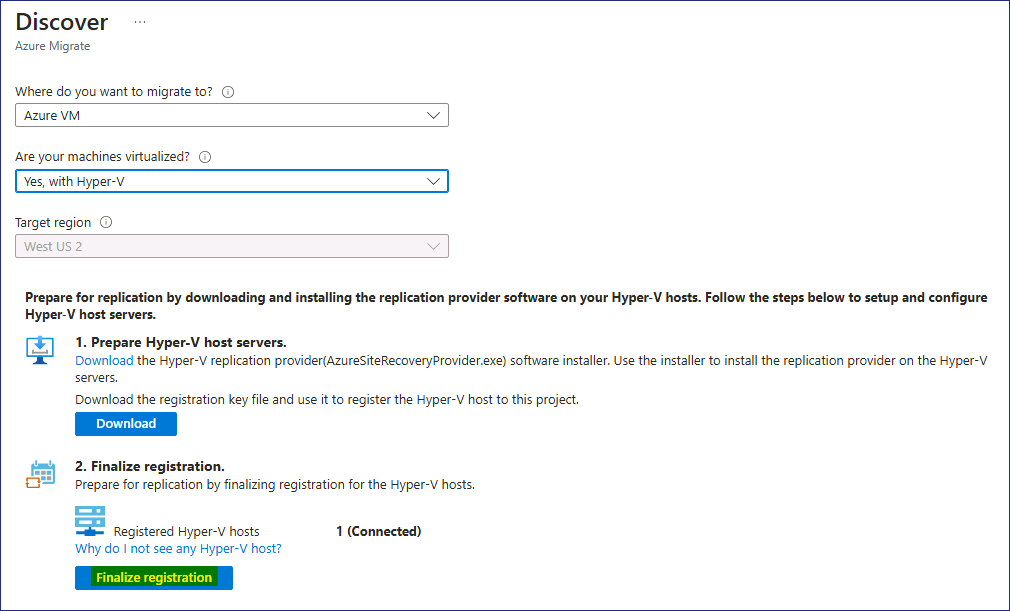 Discover ...
Azure Migrate
Where do you want to migrate to?
Azure VM
Are your machines virtualized?
Yes, with Hyper-V
Target region
West US 2
Prepare for replication by downloading and installing the replication provider software on your Hyper-V hosts. Follow the steps below to setup and configure
Hyper-V host servers.
1. Prepare Hyper-V host servers.
Download the Hyper-V replication provider(AzureSiteRecoveryProvider.exe) software installer. Use the installer to install the replication provider on the Hyper-V
servers.
Download the registration key file and use it to register the Hyper-V host to this project.
Download
2. Finalize registration.
Prepare for replication by finalizing registration for the Hyper-V hosts.
Registered Hyper-V hosts 1 (Connected)
Why do I not see any Hyper-V host?
Finalize registration